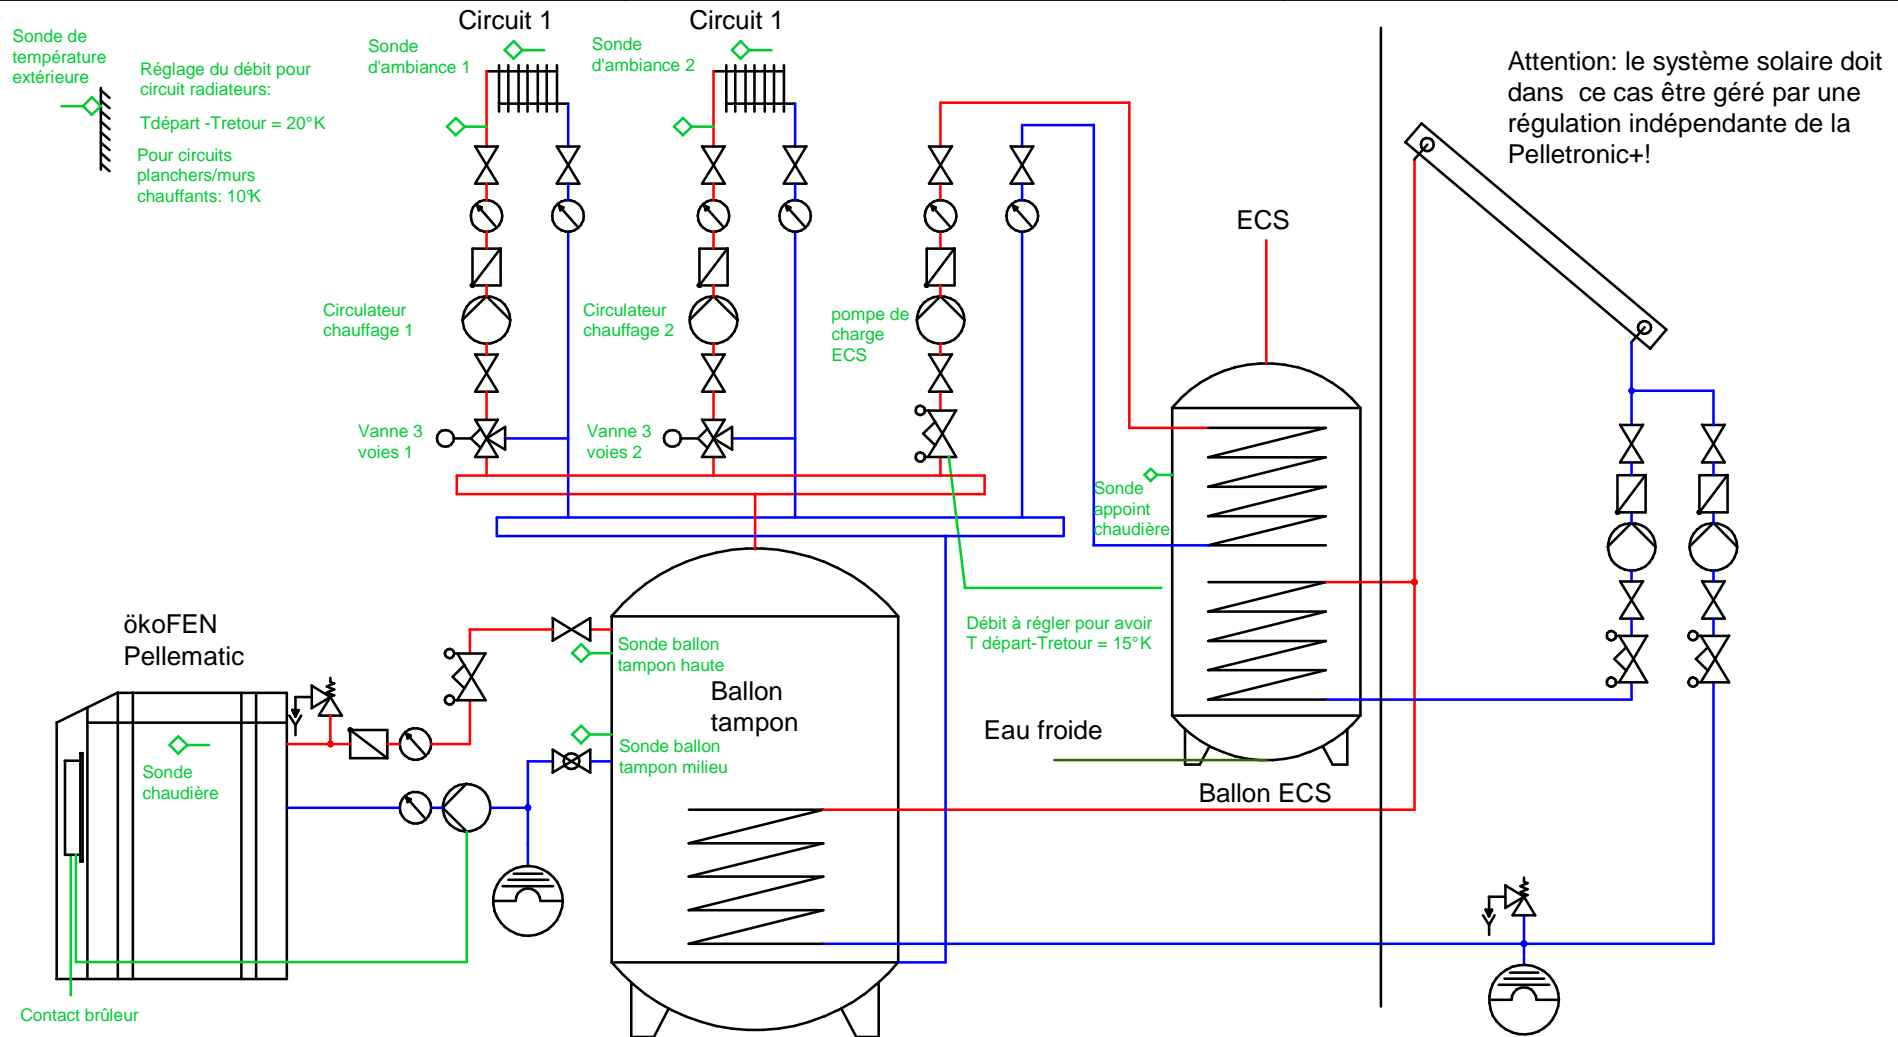 Circuit 1
Circuit 1
Sonde de
température
extérieure
Réglage du débit pour
circuit radiateurs:
Tdépart -Tretour = 20°K
Pour circuits
planchers/murs
chauffants: 10°K
Sonde
d'ambiance 1
Sonde
d'ambiance 2
Attention: le système solaire doit
dans ce cas être géré par une
régulation indépendante de la
Pelletronic+!
ECS
Circulateur
chauffage 1
Circulateur
chauffage 2
pompe de
charge
ECS
Vanne 3
voies 1
Vanne 3
voies 2
Sonde
appoint
chaudière
ökoFEN
Pellematic
Sonde ballon
tampon haute
Ballon
tampon
Débit à régler pour avoir
T départ-Tretour = 15°K
Eau froide
Sonde ballon
tampon milieu
Sonde
chaudière
Ballon ECS
Contact brûleur